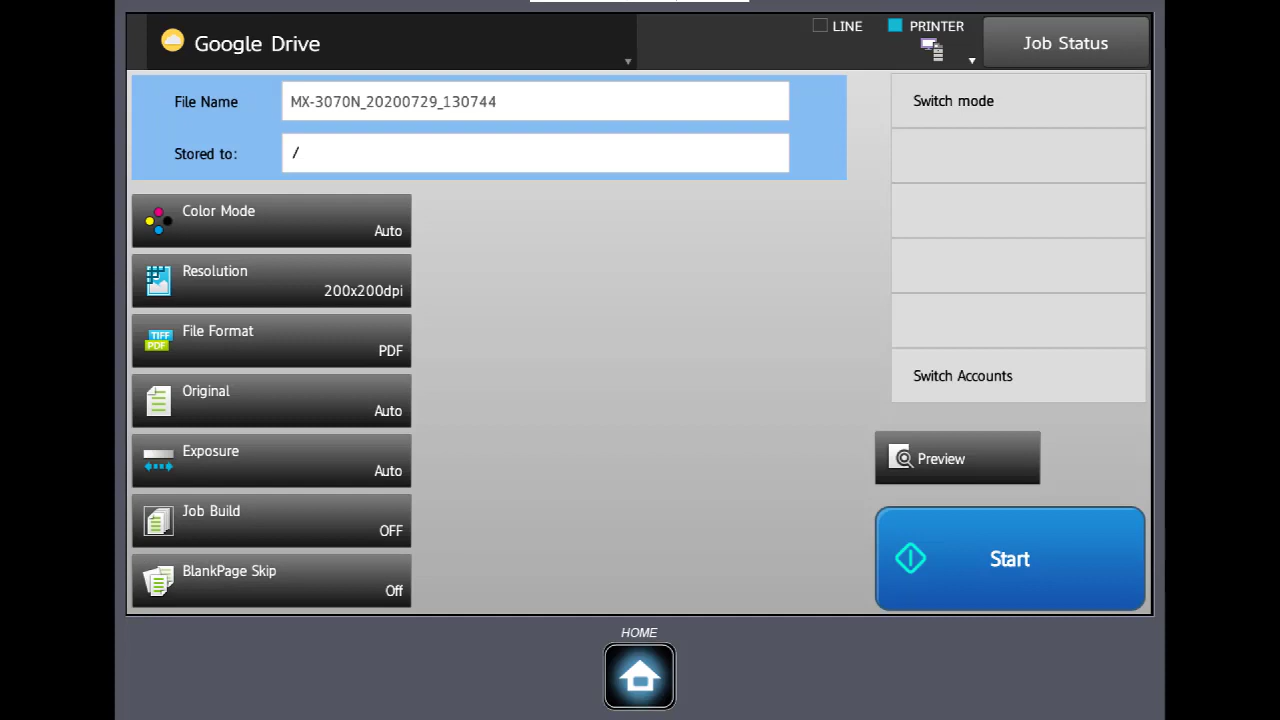 Google Drive
LINE
PRINTER
Job Status
File Name
MX-3070N_20200729_130744
Stored to:
/
Switch mode
Color Mode
Auto
Resolution
200x200dpi
TIFF
PDF
File Format
PDF
Original
Auto
Switch Accounts
Exposure
Auto
Preview
Job Build
OFF
Start
BlankPage Skip
Off
HOME